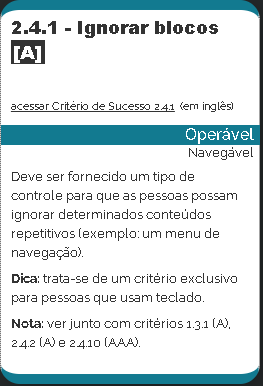 2.4.1 - Ignorar blocos
[A]
acessar Critério de Sucesso 2.4.1 (em inglês)
Operável
Navegável
Deve ser fornecido um tipo de
controle para que as pessoas possam
ignorar determinados conteúdos
repetitivos (exemplo: um menu de
navegação).
Dica: trata-se de um critério exclusivo
para pessoas que usam teclado.
Nota: ver junto com critérios 1.3.1 (A),
2.4.2 (A) e 2.4.10 (AAA).